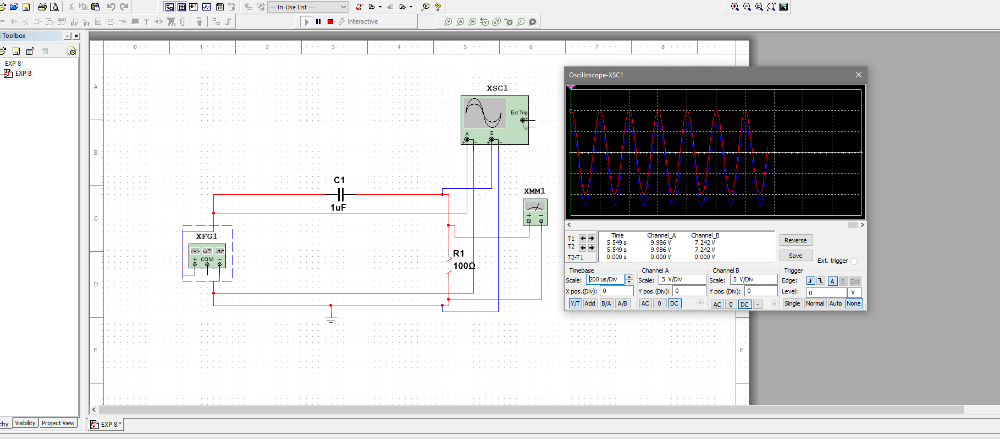 --- In-Use List ---
MISC
Interactive
Toolbox
EXP 8
EXP 8
0 1 2 3 4 5 6 7 8
A
B
C
D
E
E
XSC1
Ext Trig
+
−
A B
+ − + −
C1
1uF
XMM1
+ −
XFG1
+ COM −
R1
100Ω
Oscilloscope-XSC1
Time Channel_A Channel_B
T1 5.549 s 9.986 V 7.242 V
T2 5.549 s 9.986 V 7.242 V
T2-T1 0.000 s 0.000 V 0.000 V
Reverse
Save
Ext. trigger
Timebase
Scale: 200 us/Div
X pos.(Div): 0
Y/T Add B/A A/B
Channel A
Scale: 5 V/Div
Y pos.(Div): 0
AC 0 DC
Channel B
Scale: 5 V/Div
Y pos.(Div): 0
AC 0 DC -
Trigger
Edge: A B Ext
Level: 0 V
Single Normal Auto None
chy Visibility Project View
EXP 8 *